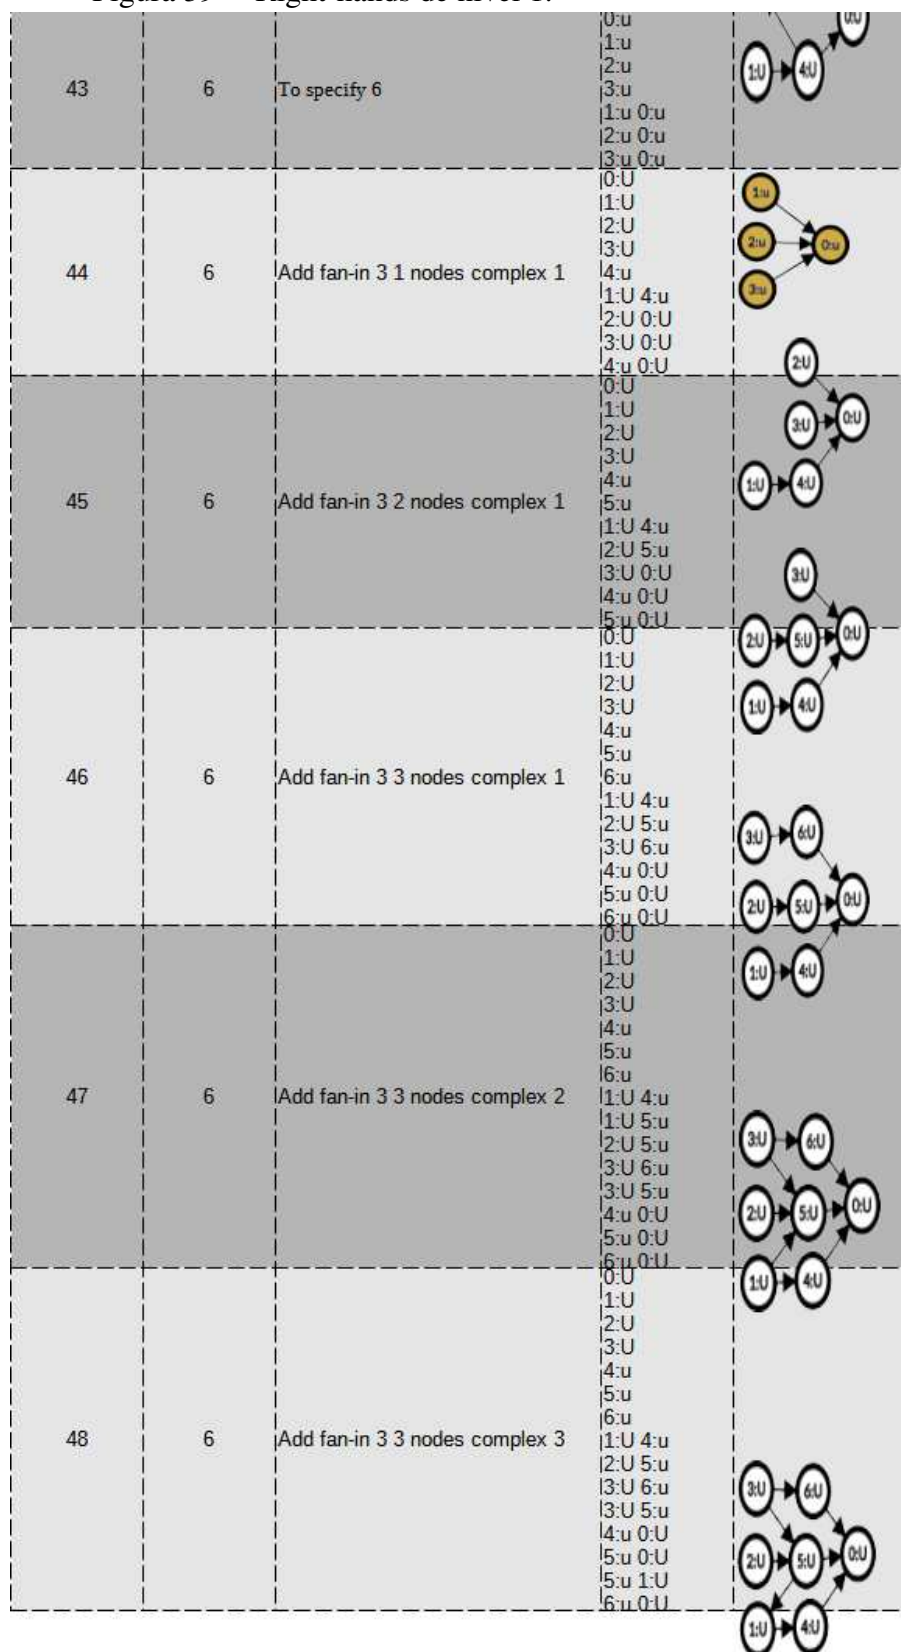 Figura 39 – Right-hands de nível 1.
43
6
To specify 6
0:u
1:u
2:u
3:u
1:u 0:u
2:u 0:u
3:u 0:u
0:U
1:U 4:U
44
6
Add fan-in 3 1 nodes complex 1
0:U
1:U
2:U
3:U
4:u
1:U 4:u
2:U 0:U
3:U 0:U
4:u 0:U
1:u
2:u 0:u
3:u
45
6
Add fan-in 3 2 nodes complex 1
0:U
1:U
2:U
3:U
4:u
5:u
1:U 4:u
2:U 5:u
3:U 0:U
4:u 0:U
5:u 0:U
2:U
3:U 0:U
1:U 4:U
46
6
Add fan-in 3 3 nodes complex 1
0:U
1:U
2:U
3:U
4:u
5:u
6:u
1:U 4:u
2:U 5:u
3:U 6:u
4:u 0:U
5:u 0:U
6:u 0:U
3:U
2:U 5:U 0:U
1:U 4:U
47
6
Add fan-in 3 3 nodes complex 2
0:U
1:U
2:U
3:U
4:u
5:u
6:u
1:U 4:u
1:U 5:u
2:U 5:u
3:U 6:u
3:U 5:u
4:u 0:U
5:u 0:U
6:u 0:U
3:U 6:U
2:U 5:U 0:U
1:U 4:U
48
6
Add fan-in 3 3 nodes complex 3
0:U
1:U
2:U
3:U
4:u
5:u
6:u
1:U 4:u
2:U 5:u
3:U 6:u
3:U 5:u
4:u 0:U
5:u 0:U
5:u 1:U
6:u 0:U
3:U 6:U
2:U 5:U 0:U
1:U 4:U
3:U 6:U
2:U 5:U 0:U
1:U 4:U